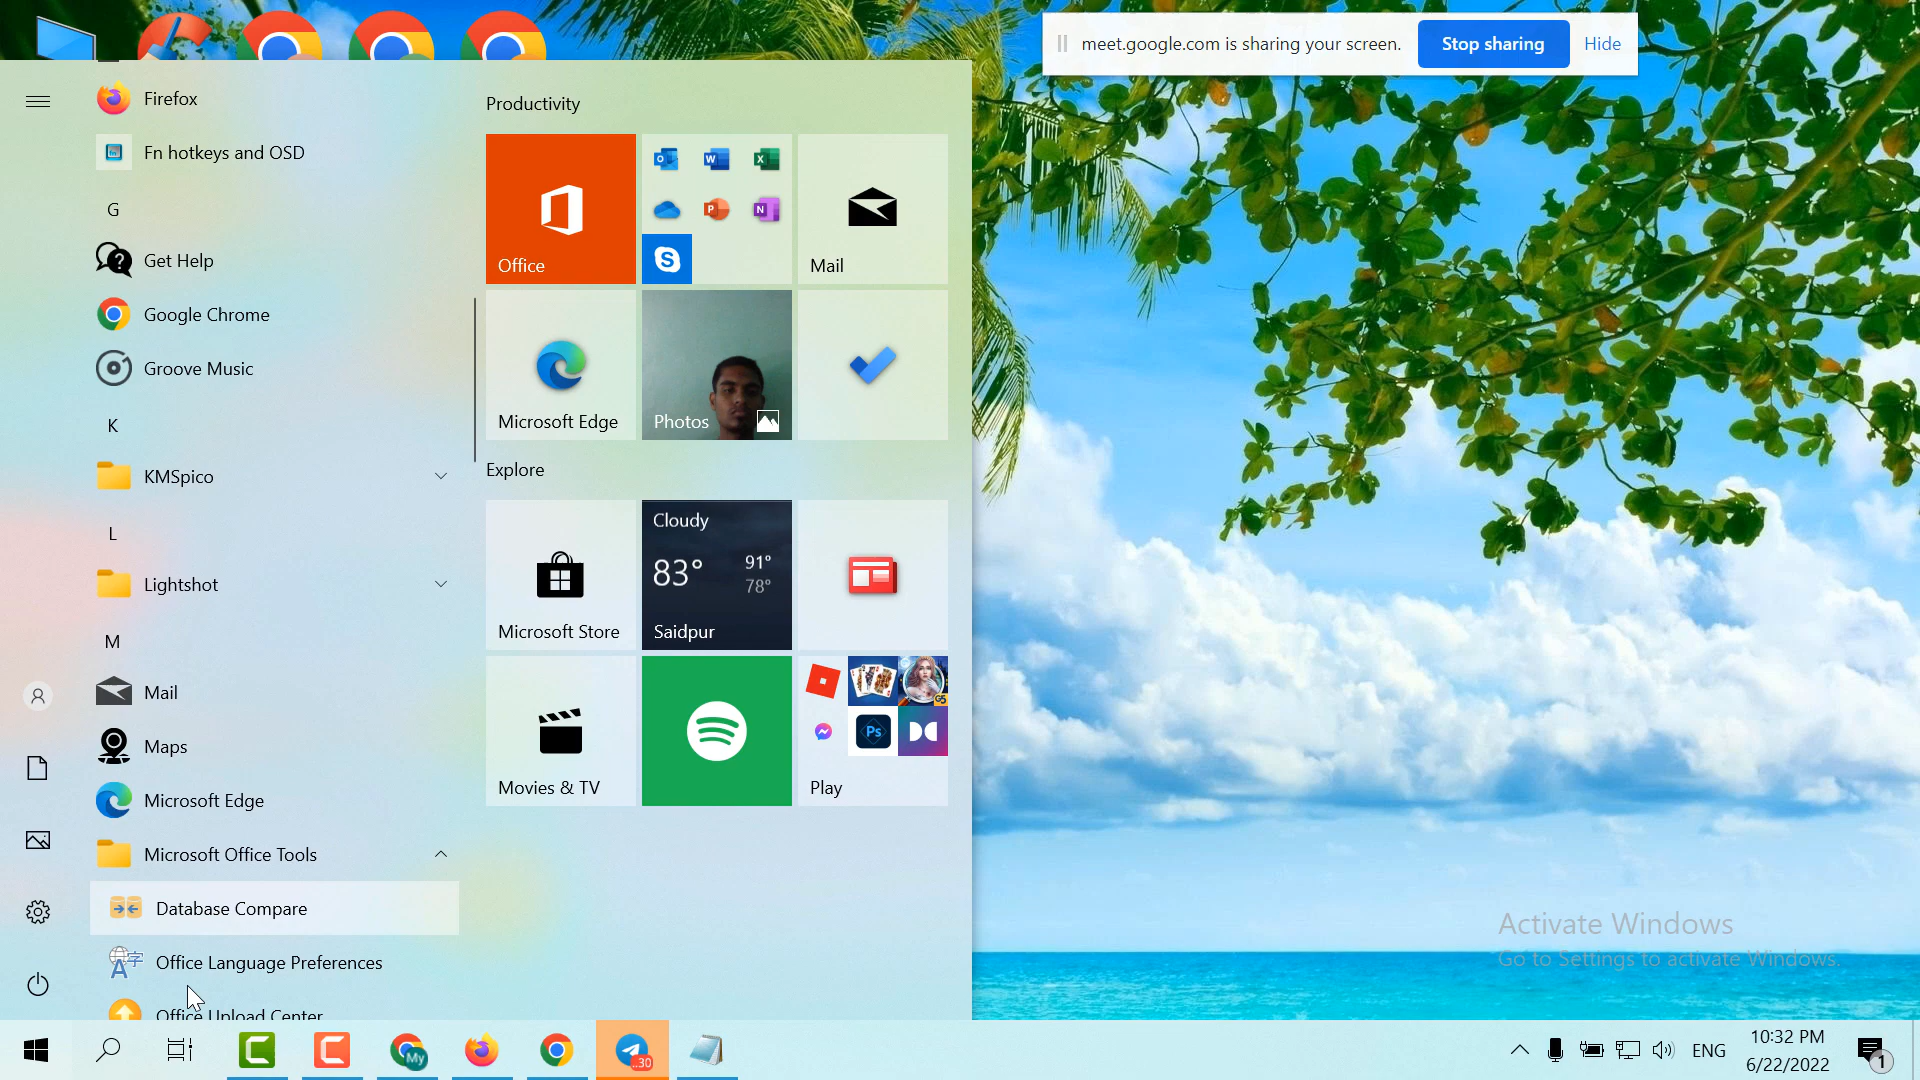 meet.google.com is sharing your screen.
Stop sharing
Hide
Firefox
Fn hotkeys and OSD
G
Get Help
Google Chrome
Groove Music
K
KMSpico
L
Lightshot
M
Mail
Maps
Microsoft Edge
Microsoft Office Tools
Database Compare
Office Language Preferences
Office Upload Center
Productivity
Office
Mail
Microsoft Edge
Photos
Explore
Microsoft Store
Cloudy
83° 91°
78°
Saidpur
Movies & TV
Ps
Play
Activate Windows
Go to Settings to activate Windows.
My
..30
ENG
10:32 PM
6/22/2022
1